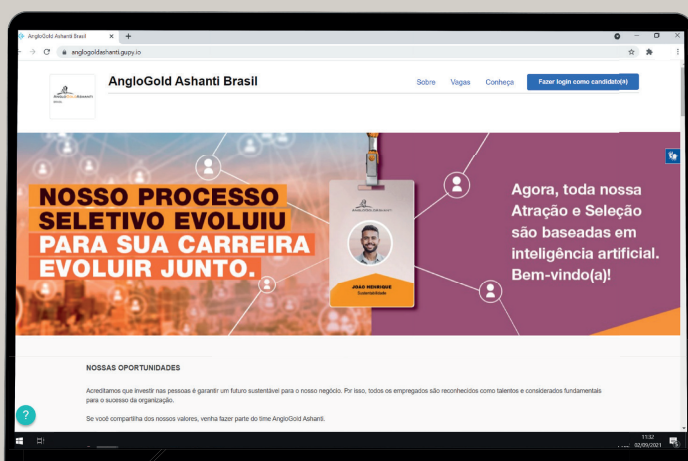 AngloGold Ashanti Brasil
anglogoldashanti.gupy.io
ANGLOGOLDASHANTI
AngloGold Ashanti Brasil
Sobre
Vagas
Conheça
Fazer login como candidato(a)
NOSSO PROCESSO
SELETIVO EVOLUIU
PARA SUA CARREIRA
EVOLUIR JUNTO.
ANGLOGOLDASHANTI
JOAO HENRIQUE
Sustentabilidade
Agora, toda nossa
Atração e Seleção
são baseadas em
inteligência artificial.
Bem-vindo(a)!
NOSSAS OPORTUNIDADES
Acreditamos que investir nas pessoas é garantir um futuro sustentável para o nosso negócio. Por isso, todos os empregados são reconhecidos como talentos e considerados fundamentais
para o sucesso da organização.
Se você compartilha dos nossos valores, venha fazer parte do time AngloGold Ashanti.
?
11:32
02/09/2021